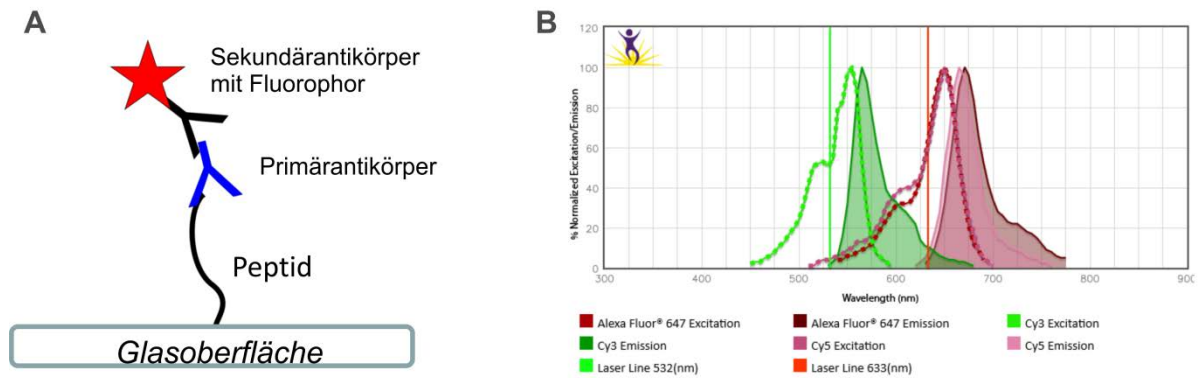 A
Sekundärantikörper
mit Fluorophor
Primärantikörper
Peptid
Glasoberfläche
B
% Normalized Excitation/Emission
120
100
80
60
40
20
0
300 400 500 600 700 800 900
Wavelength (nm)
Alexa Fluor® 647 Excitation Alexa Fluor® 647 Emission Cy3 Excitation
Cy3 Emission Cy5 Excitation Cy5 Emission
Laser Line 532(nm) Laser Line 633(nm)